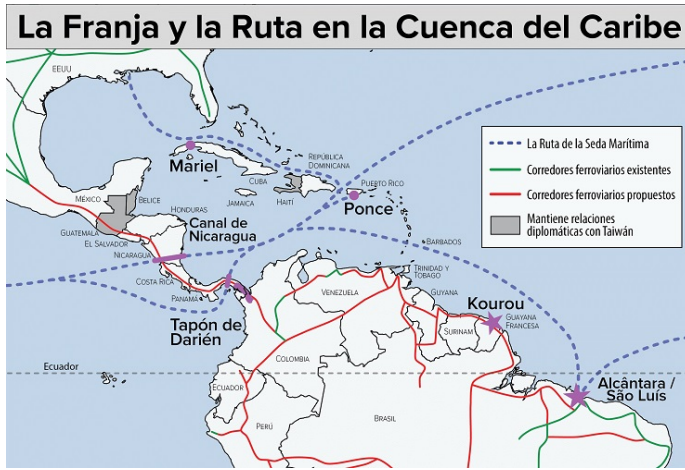 La Franja y la Ruta en la Cuenca del Caribe
EEUU
La Ruta de la Seda Marítima
Corredores ferroviarios existentes
Corredores ferroviarios propuestos
Mantiene relaciones
diplomáticas con Taiwán
Mariel
CUBA
REPÚBLICA
DOMINICANA
PUERTO RICO
HAITÍ
JAMAICA
Ponce
MÉXICO
BELICE
HONDURAS
GUATEMALA
EL SALVADOR
Canal de
Nicaragua
NICARAGUA
COSTA RICA
PANAMÁ
BARBADOS
TRINIDAD Y
TOBAGO
Tapón de
Darién
VENEZUELA
GUYANA
Kourou
GUAYANA
FRANCESA
SURINAM
COLOMBIA
Ecuador
ECUADOR
Alcântara /
São Luís
PERÚ
BRASIL